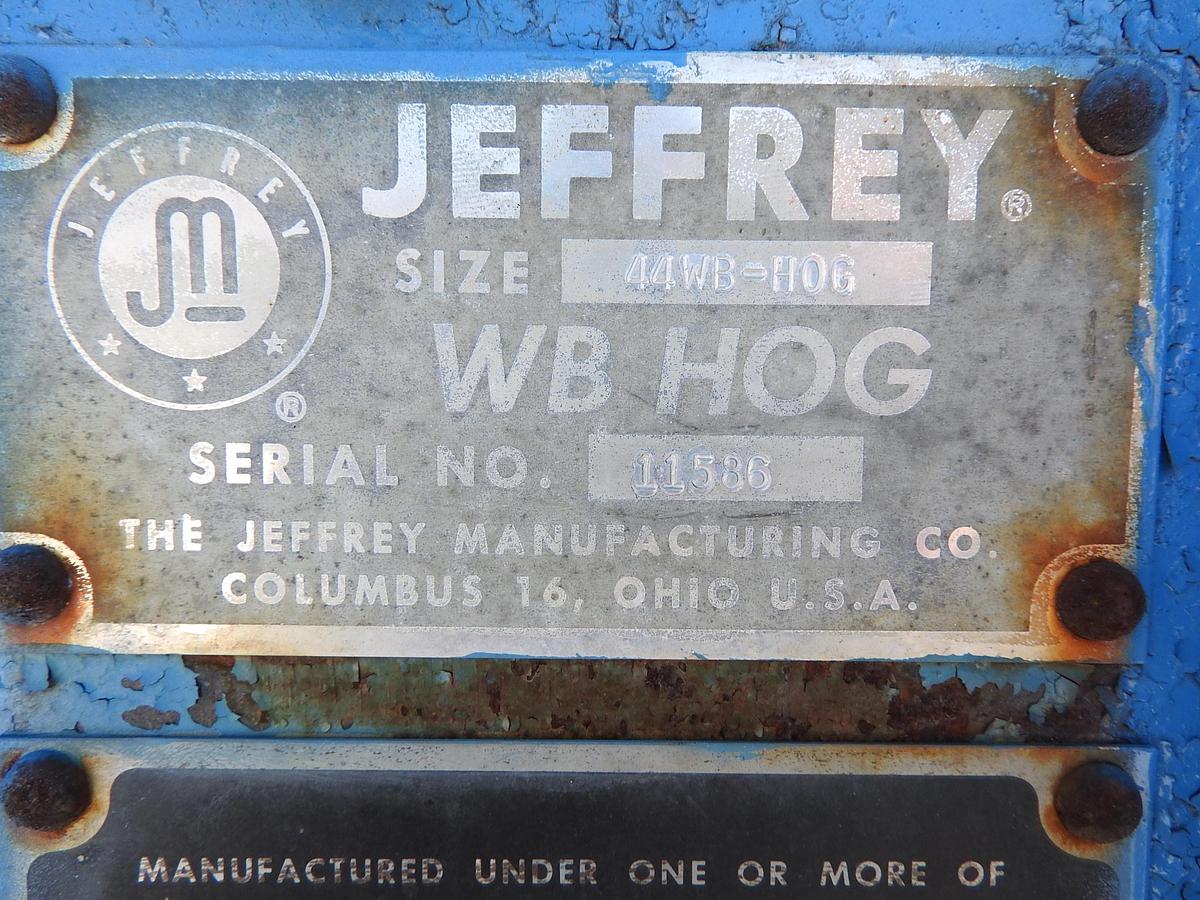 JEFFREY
JM
®
JEFFREY®
SIZE 44WB-HOG
WB HOG
SERIAL NO. 11586
THE JEFFREY MANUFACTURING CO.
COLUMBUS 16, OHIO U.S.A.
MANUFACTURED UNDER ONE OR MORE OF